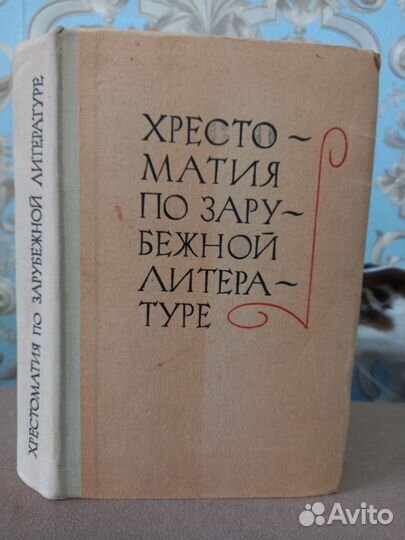 ХРЕСТОМАТИЯ ПО ЗАРУБЕЖНОЙ ЛИТЕРАТУРЕ
ХРЕСТО-
МАТИЯ
ПО ЗАРУ-
БЕЖНОЙ
ЛИТЕРА-
ТУРЕ
Avito